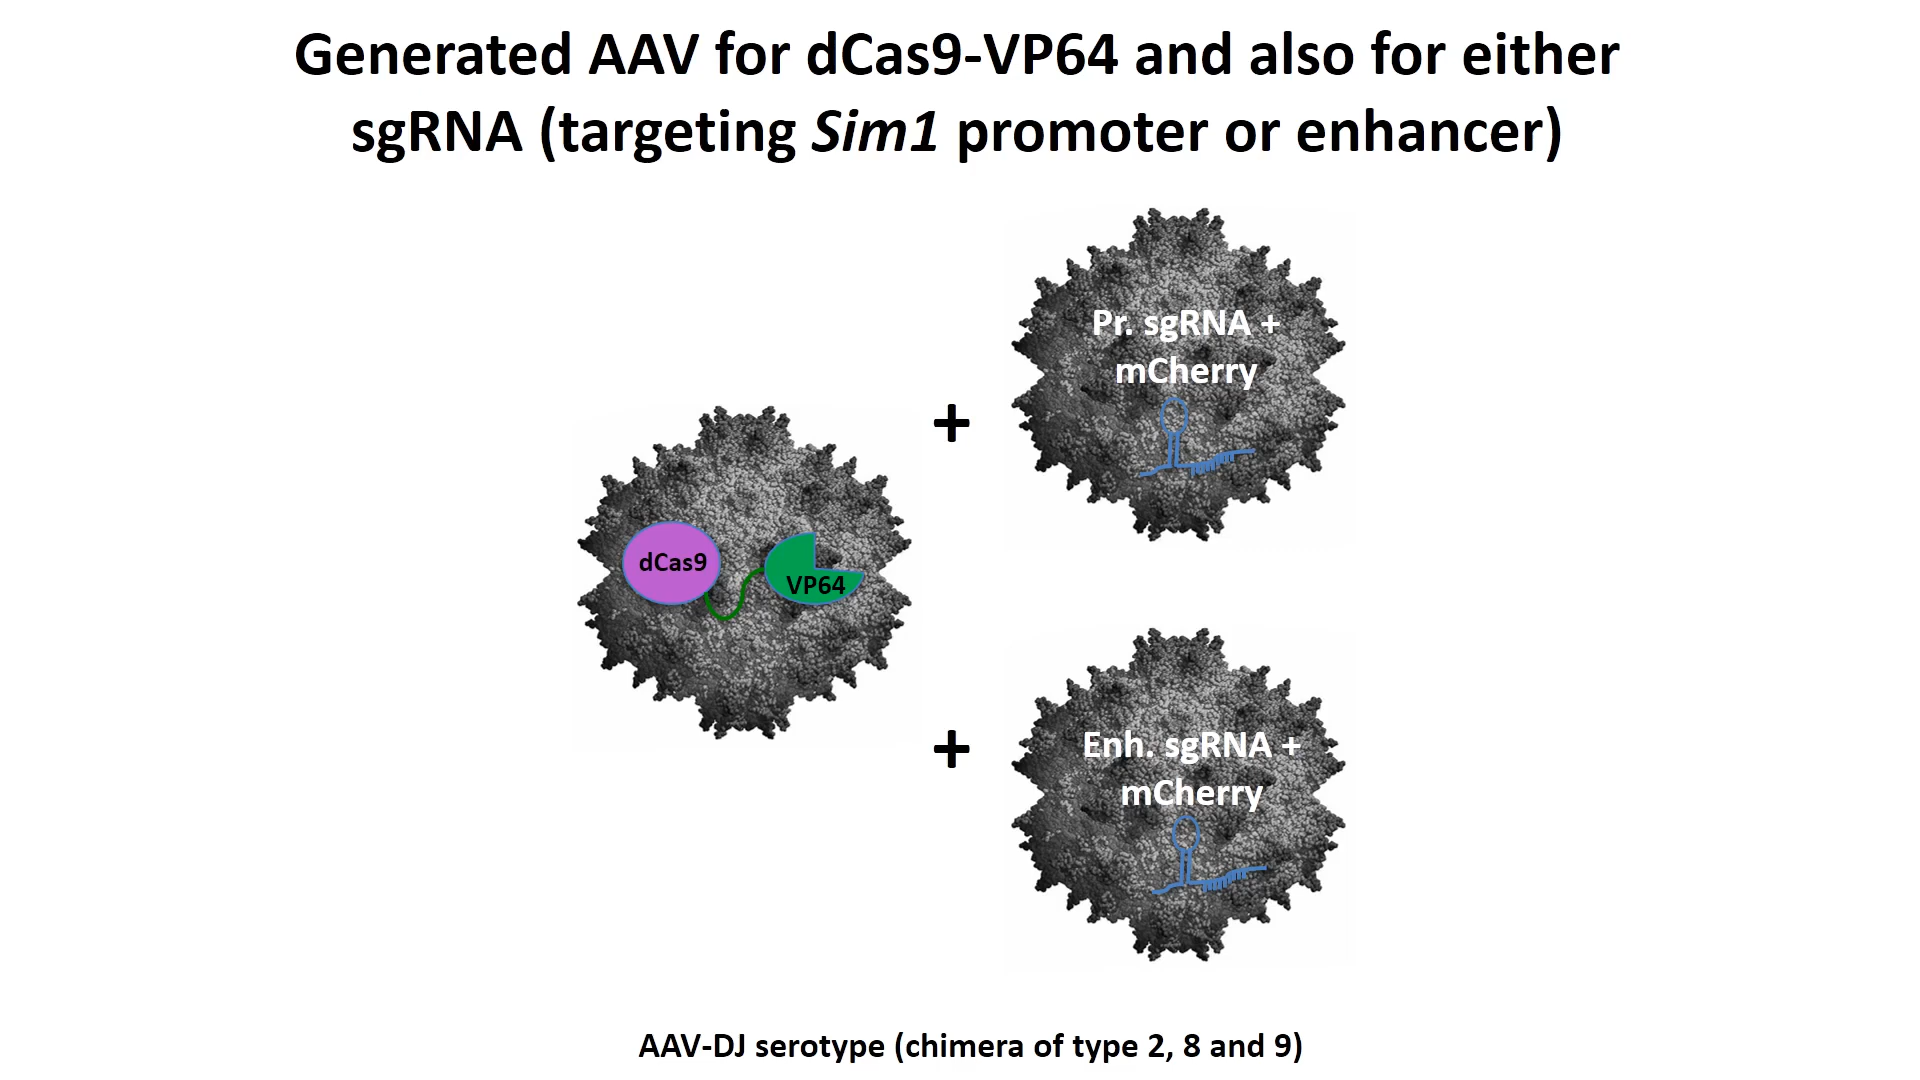 Generated AAV for dCas9-VP64 and also for either
sgRNA (targeting Sim1 promoter or enhancer)
Pr. sgRNA +
mCherry
+
dCas9
VP64
+
Enh. sgRNA +
mCherry
AAV-DJ serotype (chimera of type 2, 8 and 9)